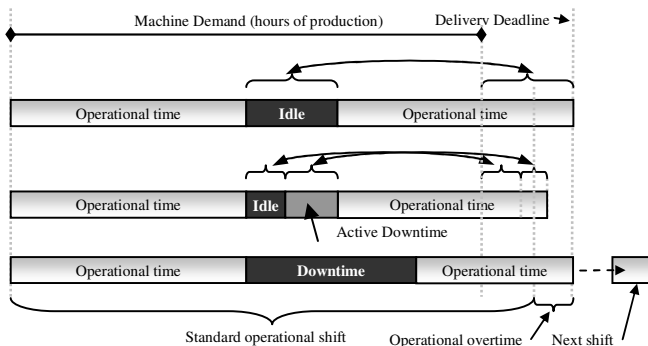 Machine Demand (hours of production)
Delivery Deadline
Operational time
Idle
Operational time
Operational time
Idle
Operational time
Active Downtime
Operational time
Downtime
Operational time
Standard operational shift
Operational overtime
Next shift